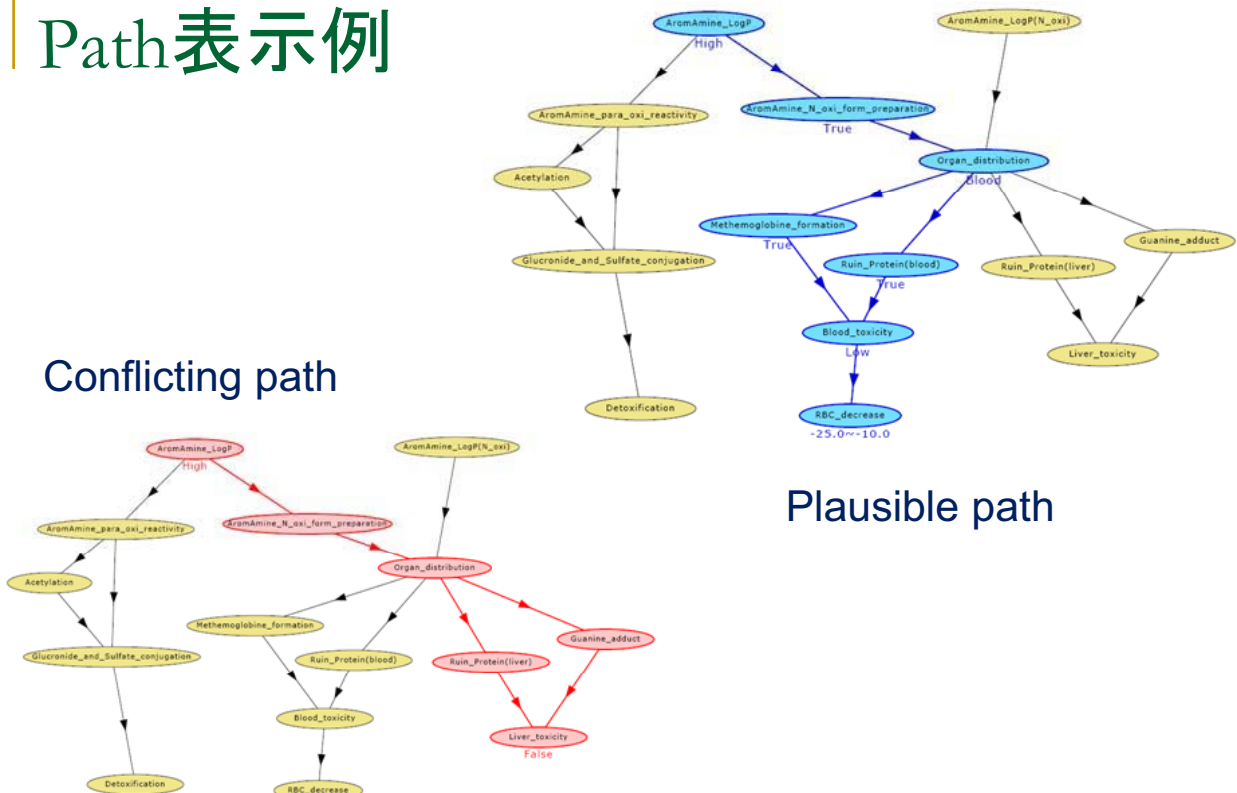 Path表示例
AromAmine_LogP
High
AromAmine_LogP(N_oxi)
AromAmine_para_oxi_reactivity
AromAmine_N_oxi_form_preparation
True
Acetylation
Organ_distribution
Blood
Methemoglobine_formation
True
Glucronide_and_Sulfate_conjugation
Ruin_Protein(blood)
True
Ruin_Protein(liver)
Guanine_adduct
Blood_toxicity
Low
Liver_toxicity
Detoxification
RBC_decrease
-25.0~-10.0
Plausible path
Conflicting path
AromAmine_LogP
High
AromAmine_LogP(N_oxi)
AromAmine_para_oxi_reactivity
AromAmine_N_oxi_form_preparation
Acetylation
Organ_distribution
Methemoglobine_formation
Guanine_adduct
Glucronide_and_Sulfate_conjugation
Ruin_Protein(blood)
Ruin_Protein(liver)
Blood_toxicity
Liver_toxicity
False
Detoxification
RBC_decrease